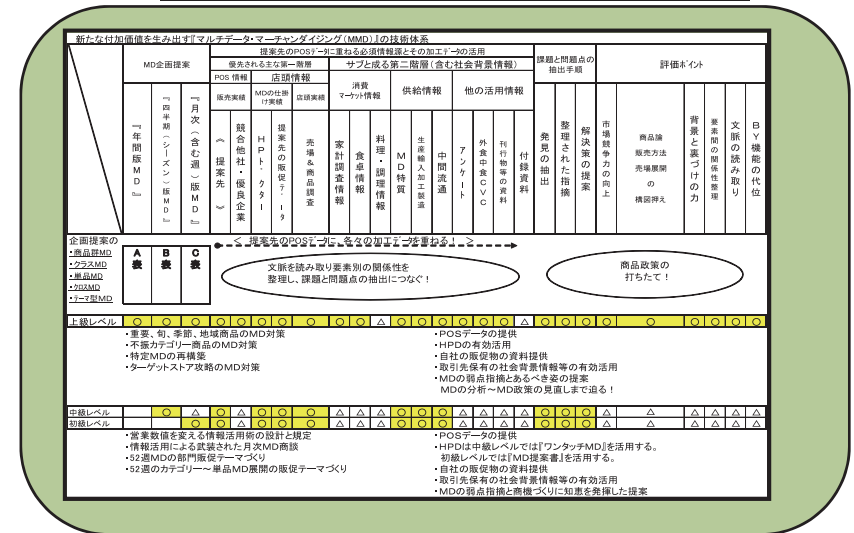 新たな付加価値を生み出す『マルチデータ・マーチャンダイジング(MMD)』の技術体系
MD企画提案
提案先のPOSデータに重ねる必須情報源とその加工データの活用
課題と問題点の
抽出手順
評価ポイント
優先される主な第一階層
サブと成る第二階層(含む社会背景情報)
POS 情報
店頭情報
消費
マーケット情報
供給情報
他の活用情報
販売実績
MDの仕掛
け実績
店頭実績
『年間版MD』
『四半期(シーズン)版MD』
『月次(含む週)版MD』
《提案先》
競合他社・優良企業
HPド・クター
提案先の販促データ
売場&商品調査
家計調査情報
食卓情報
料理・調理情報
MD特質
生産輸入加工製造
中間流通
アンケート
外食中食CVC
刊行物等の資料
付録資料
発見の抽出
整理された指摘
解決策の提案
市場競争力の向上
商品論
販売方法
売場展開
の
構図押え
背景と裏づけの力
要素間の関係性整理
文脈の読み取り
BY機能の代位
企画提案の
・商品群MD
・クラスMD
・単品MD
・クロスMD
・テーマ型MD
A表
B表
C表
< 提案先のPOSデータに、各々の加工データを重ねる! >
文脈を読み取り要素別の関係性を
整理し、課題と問題点の抽出につなぐ!
商品政策の
打ちたて!
上級レベル ○ ○ ○ ○ ○ ○ ○ ○ ○ ○ △ ○ ○ ○ ○ ○ ○ △ ○ ○ ○ ○ ○ ○ ○ ○ ○
・重要、旬、季節、地域商品のMD対策
・不振カテゴリー商品のMD対策
・特定MDの再構築
・ターゲットストア攻略のMD対策
・POSデータの提供
・HPDの有効活用
・自社の販促物の資料提供
・取引先保有の社会背景情報等の有効活用
・MDの弱点指摘とあるべき姿の提案
MDの分析~MD政策の見直しまで迫る!
中級レベル ○ △ ○ △ ○ ○ ○ △ △ △ ○ ○ ○ △ △ △ △ ○ ○ ○ △ △ △ △ △ △
初級レベル ○ ○ ○ ○ ○ ○ △ △ △ ○ ○ ○ △ △ △ △ ○ ○ ○ △ △ △ △ △ △
・営業数値を変える情報活用術の設計と規定
・情報活用による武装された月次MD商談
・52週MDの部門販促テーマづくり
・52週のカテゴリー~単品MD展開の販促テーマづくり
・POSデータの提供
・HPDは中級レベルでは『ワンタッチMD』を活用する。
初級レベルでは『MD提案書』を活用する。
・自社の販促物の資料提供
・取引先保有の社会背景情報等の有効活用
・MDの弱点指摘と商機づくりに知恵を発揮した提案